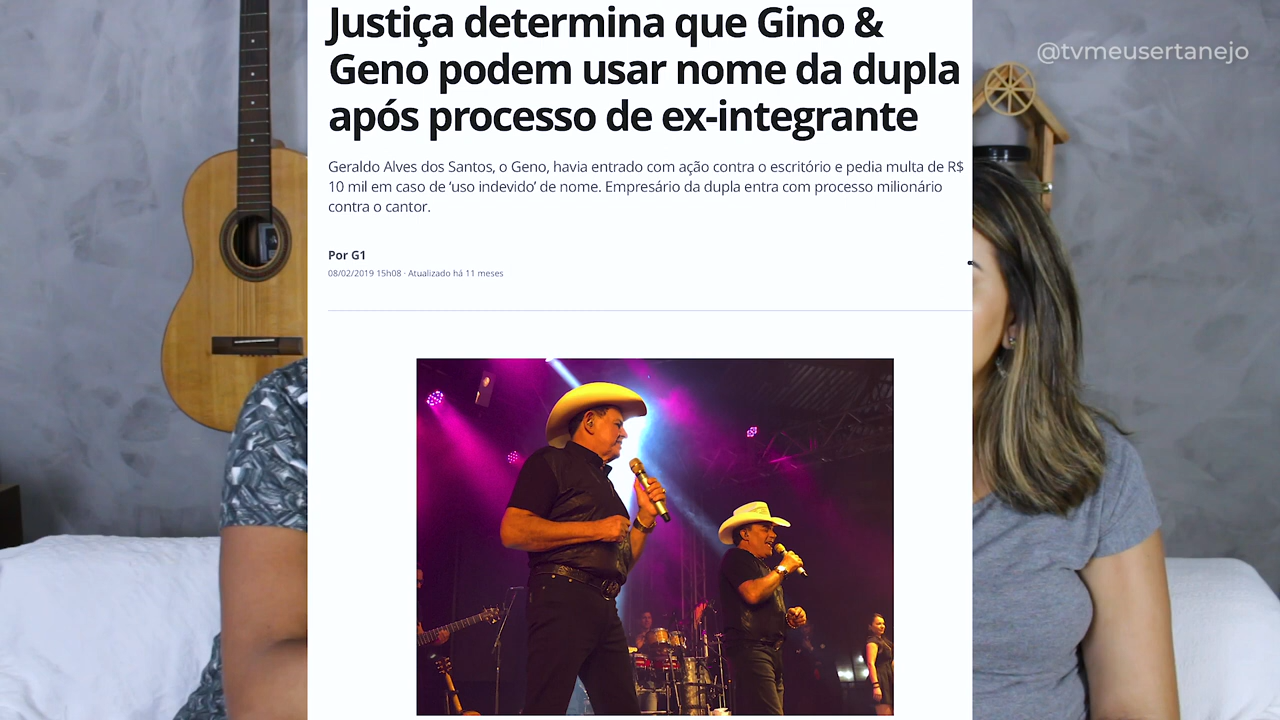 Justiça determina que Gino &
Geno podem usar nome da dupla
após processo de ex-integrante
@tvmeusertanejo
Geraldo Alves dos Santos, o Geno, havia entrado com ação contra o escritório e pedia multa de R$
10 mil em caso de ‘uso indevido’ de nome. Empresário da dupla entra com processo milionário
contra o cantor.
Por G1
08/02/2019 15h08 · Atualizado há 11 meses